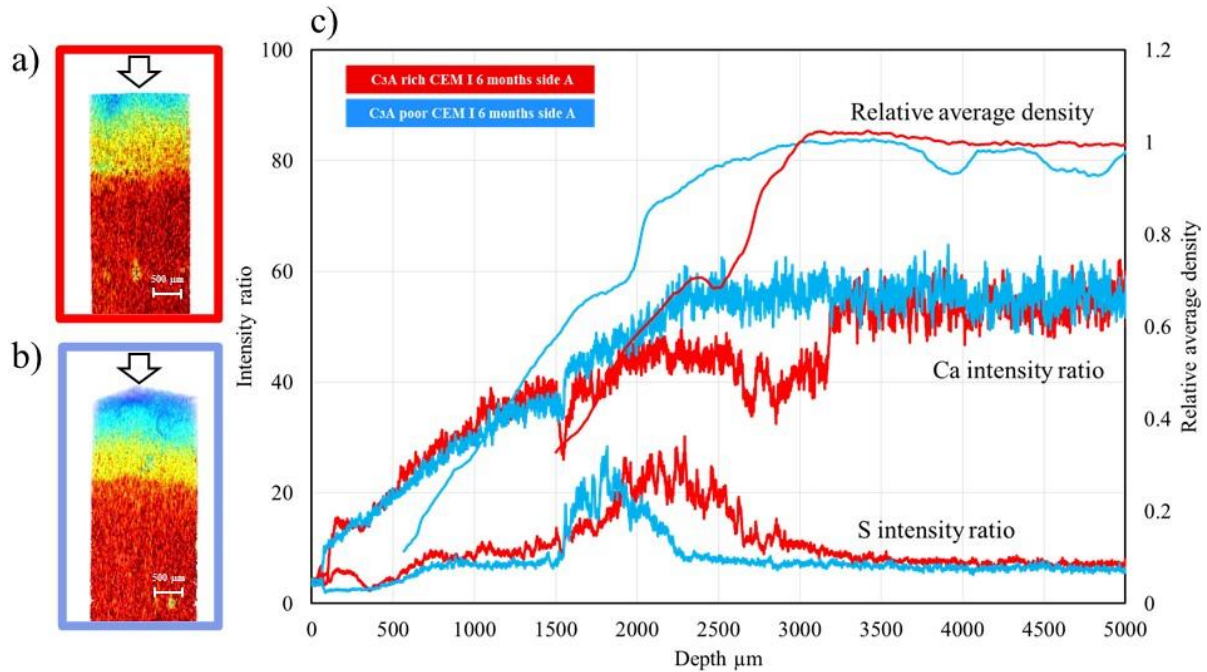 a)
500 µm
b)
500 µm
c)
C3A rich CEM I 6 months side A
C3A poor CEM I 6 months side A
Relative average density
Ca intensity ratio
S intensity ratio
Intensity ratio
100
80
60
40
20
0
Relative average density
1.2
1
0.8
0.6
0.4
0.2
0
0 500 1000 1500 2000 2500 3000 3500 4000 4500 5000
Depth µm